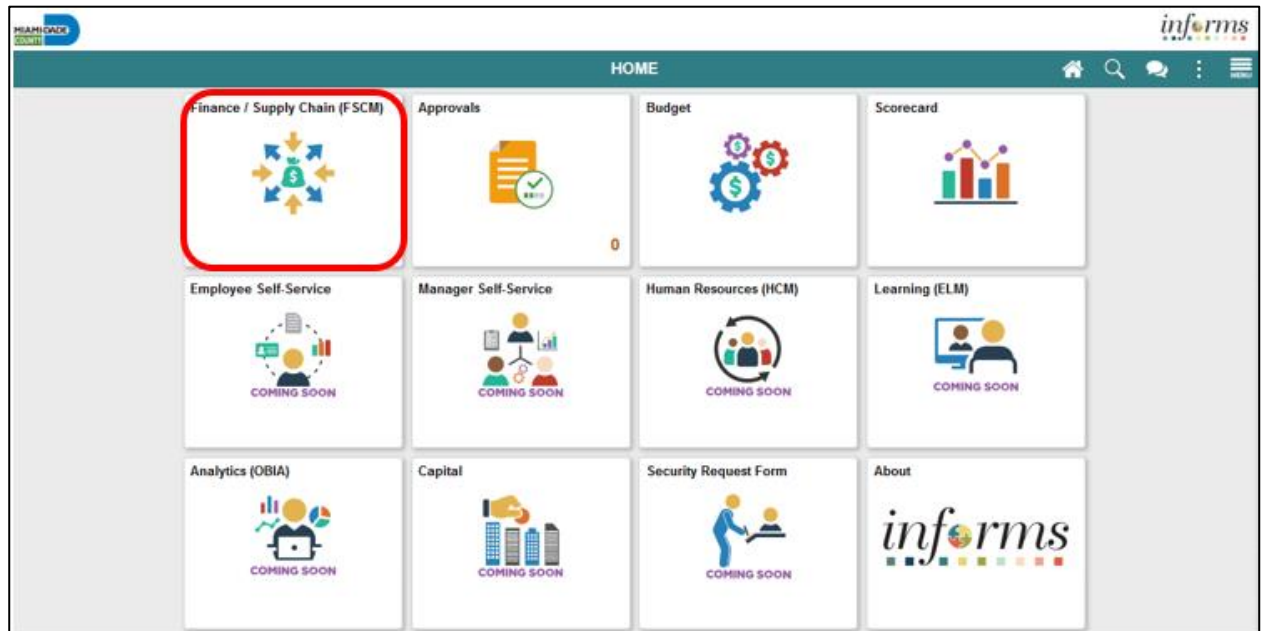 MIAMI-DADE
COUNTY
informs
HOME
MENU
Finance / Supply Chain (FSCM)
Approvals
Budget
Scorecard
0
Employee Self-Service
Manager Self-Service
Human Resources (HCM)
Learning (ELM)
COMING SOON
COMING SOON
COMING SOON
COMING SOON
Analytics (OBIA)
Capital
Security Request Form
About
informs
COMING SOON
COMING SOON
COMING SOON